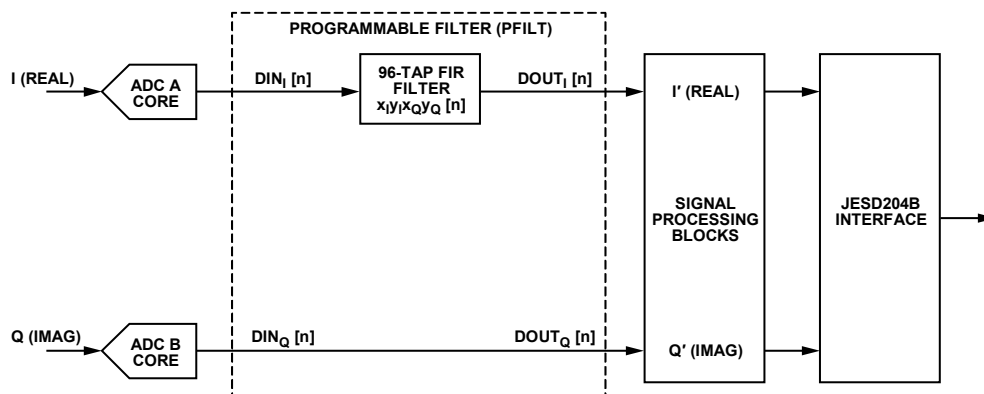 PROGRAMMABLE FILTER (PFILT)
I (REAL)
ADC A
CORE
DINI [n]
96-TAP FIR
FILTER
xIyIxQyQ [n]
DOUTI [n]
I′ (REAL)
SIGNAL
PROCESSING
BLOCKS
JESD204B
INTERFACE
Q (IMAG)
ADC B
CORE
DINQ [n]
DOUTQ [n]
Q′ (IMAG)